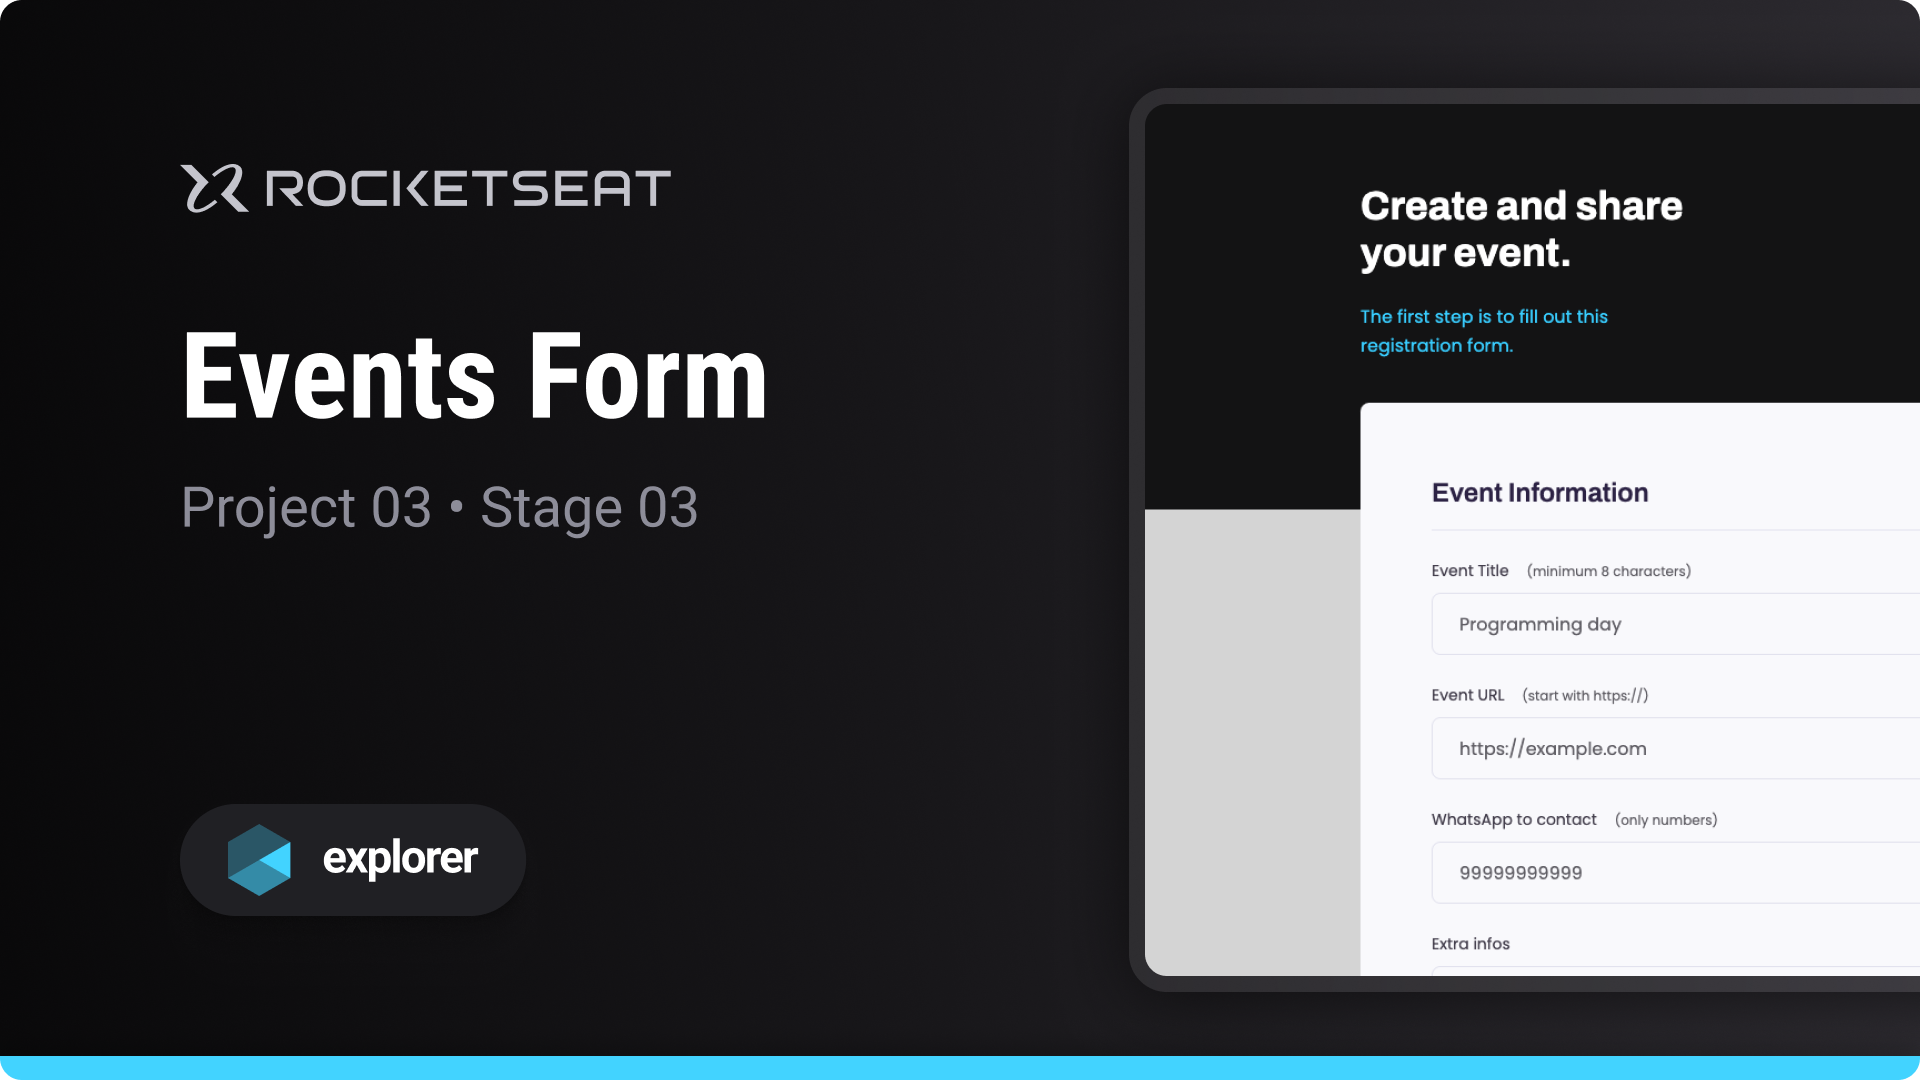 ROCKETSEAT
Events Form
Project 03 • Stage 03
explorer
Create and share
your event.
The first step is to fill out this
registration form.
Event Information
Event Title (minimum 8 characters)
Programming day
Event URL (start with https://)
https://example.com
WhatsApp to contact (only numbers)
99999999999
Extra infos